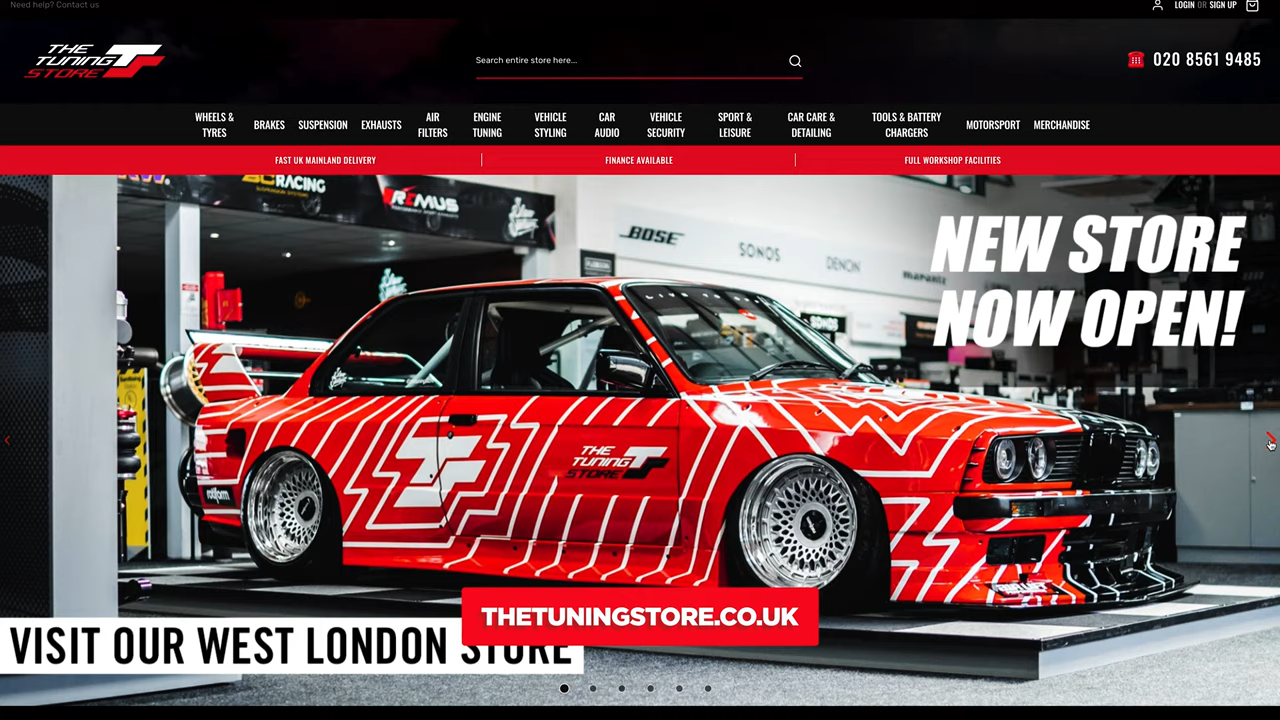 Need help? Contact us
LOGIN OR SIGN UP
THE
TUNING
STORE
Search entire store here...
020 8561 9485
WHEELS &
TYRES
BRAKES
SUSPENSION
EXHAUSTS
AIR
FILTERS
ENGINE
TUNING
VEHICLE
STYLING
CAR
AUDIO
VEHICLE
SECURITY
SPORT &
LEISURE
CAR CARE &
DETAILING
TOOLS & BATTERY
CHARGERS
MOTORSPORT
MERCHANDISE
FAST UK MAINLAND DELIVERY
FINANCE AVAILABLE
FULL WORKSHOP FACILITIES
RACING
REMUS
BOSE
SONOS
DENON
marantz
NEW STORE
NOW OPEN!
SONOS
THE
TUNING
STORE
rotiform
THETUNINGSTORE.CO.UK
VISIT OUR WEST LONDON STORE